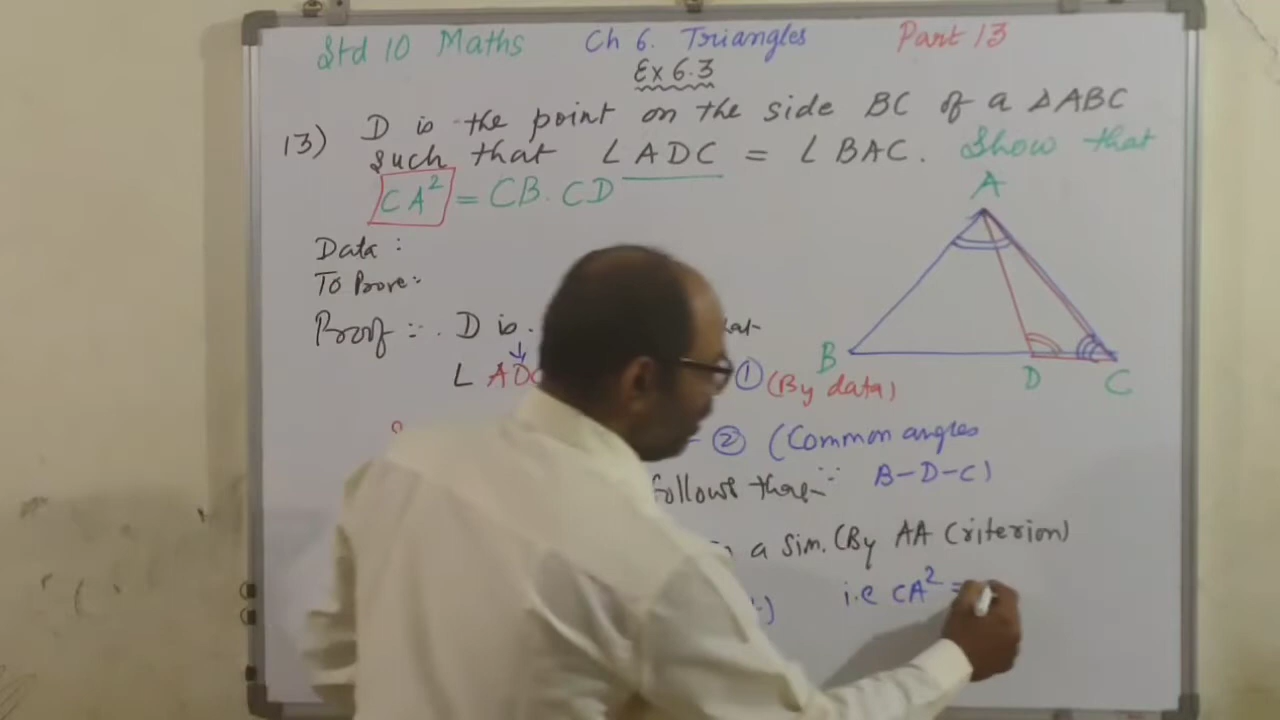 Std 10 Maths Ch 6. Triangles Part 13
Ex 6.3
13) D is the point on the side BC of a △ABC
such that ∠ADC = ∠BAC. Show that
CA² = CB. CD
A
Data :
To Prove :
Proof :- D is
B
D
C
∠ AD
① (By data)
② (Common angles
B-D-C)
follows
a sim. (By AA Criterion)
i.e CA² =